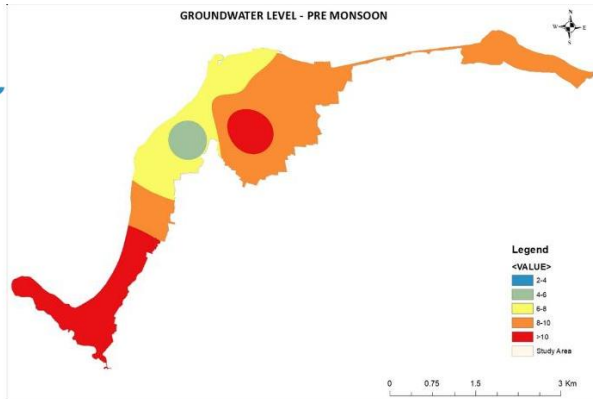 GROUNDWATER LEVEL - PRE MONSOON
N
W E
S
Legend
<VALUE>
2-4
4-6
6-8
8-10
>10
Study Area
0 0.75 1.5 3 Km